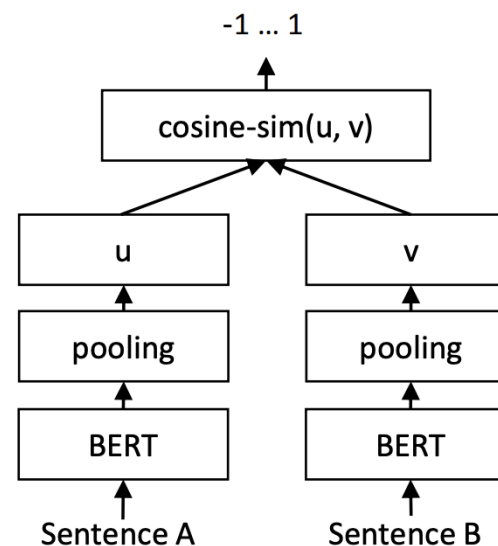 -1 … 1
cosine-sim(u, v)
u v
pooling pooling
BERT BERT
Sentence A Sentence B